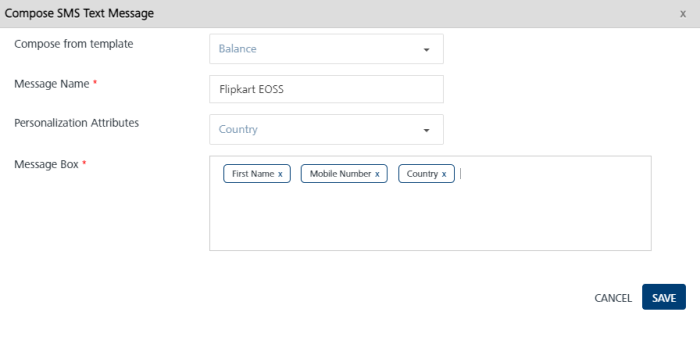 Compose SMS Text Message x
Compose from template Balance
Message Name * Flipkart EOSS
Personalization Attributes Country
Message Box * First Name x Mobile Number x Country x
CANCEL SAVE